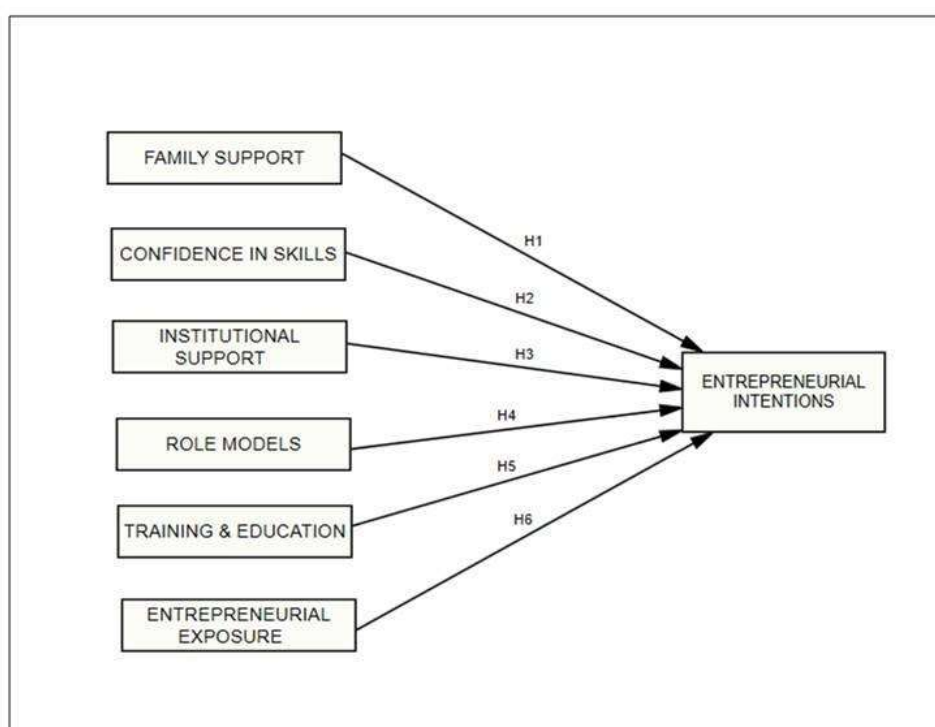 FAMILY SUPPORT
H1
CONFIDENCE IN SKILLS
H2
INSTITUTIONAL
SUPPORT
H3
ENTREPRENEURIAL
INTENTIONS
ROLE MODELS
H4
TRAINING & EDUCATION
H5
H6
ENTREPRENEURIAL
EXPOSURE